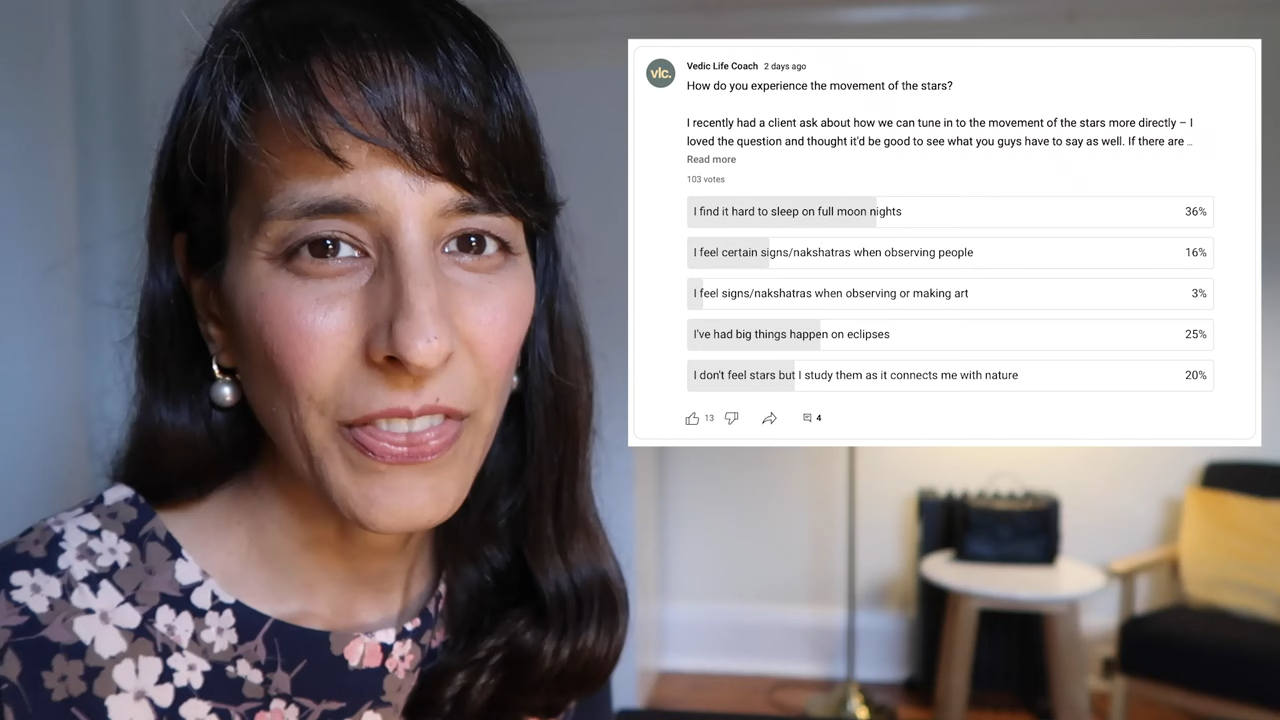 vlc.
Vedic Life Coach 2 days ago
How do you experience the movement of the stars?
I recently had a client ask about how we can tune in to the movement of the stars more directly – I
loved the question and thought it'd be good to see what you guys have to say as well. If there are ...
Read more
103 votes
I find it hard to sleep on full moon nights 36%
I feel certain signs/nakshatras when observing people 16%
I feel signs/nakshatras when observing or making art 3%
I've had big things happen on eclipses 25%
I don't feel stars but I study them as it connects me with nature 20%
13 4